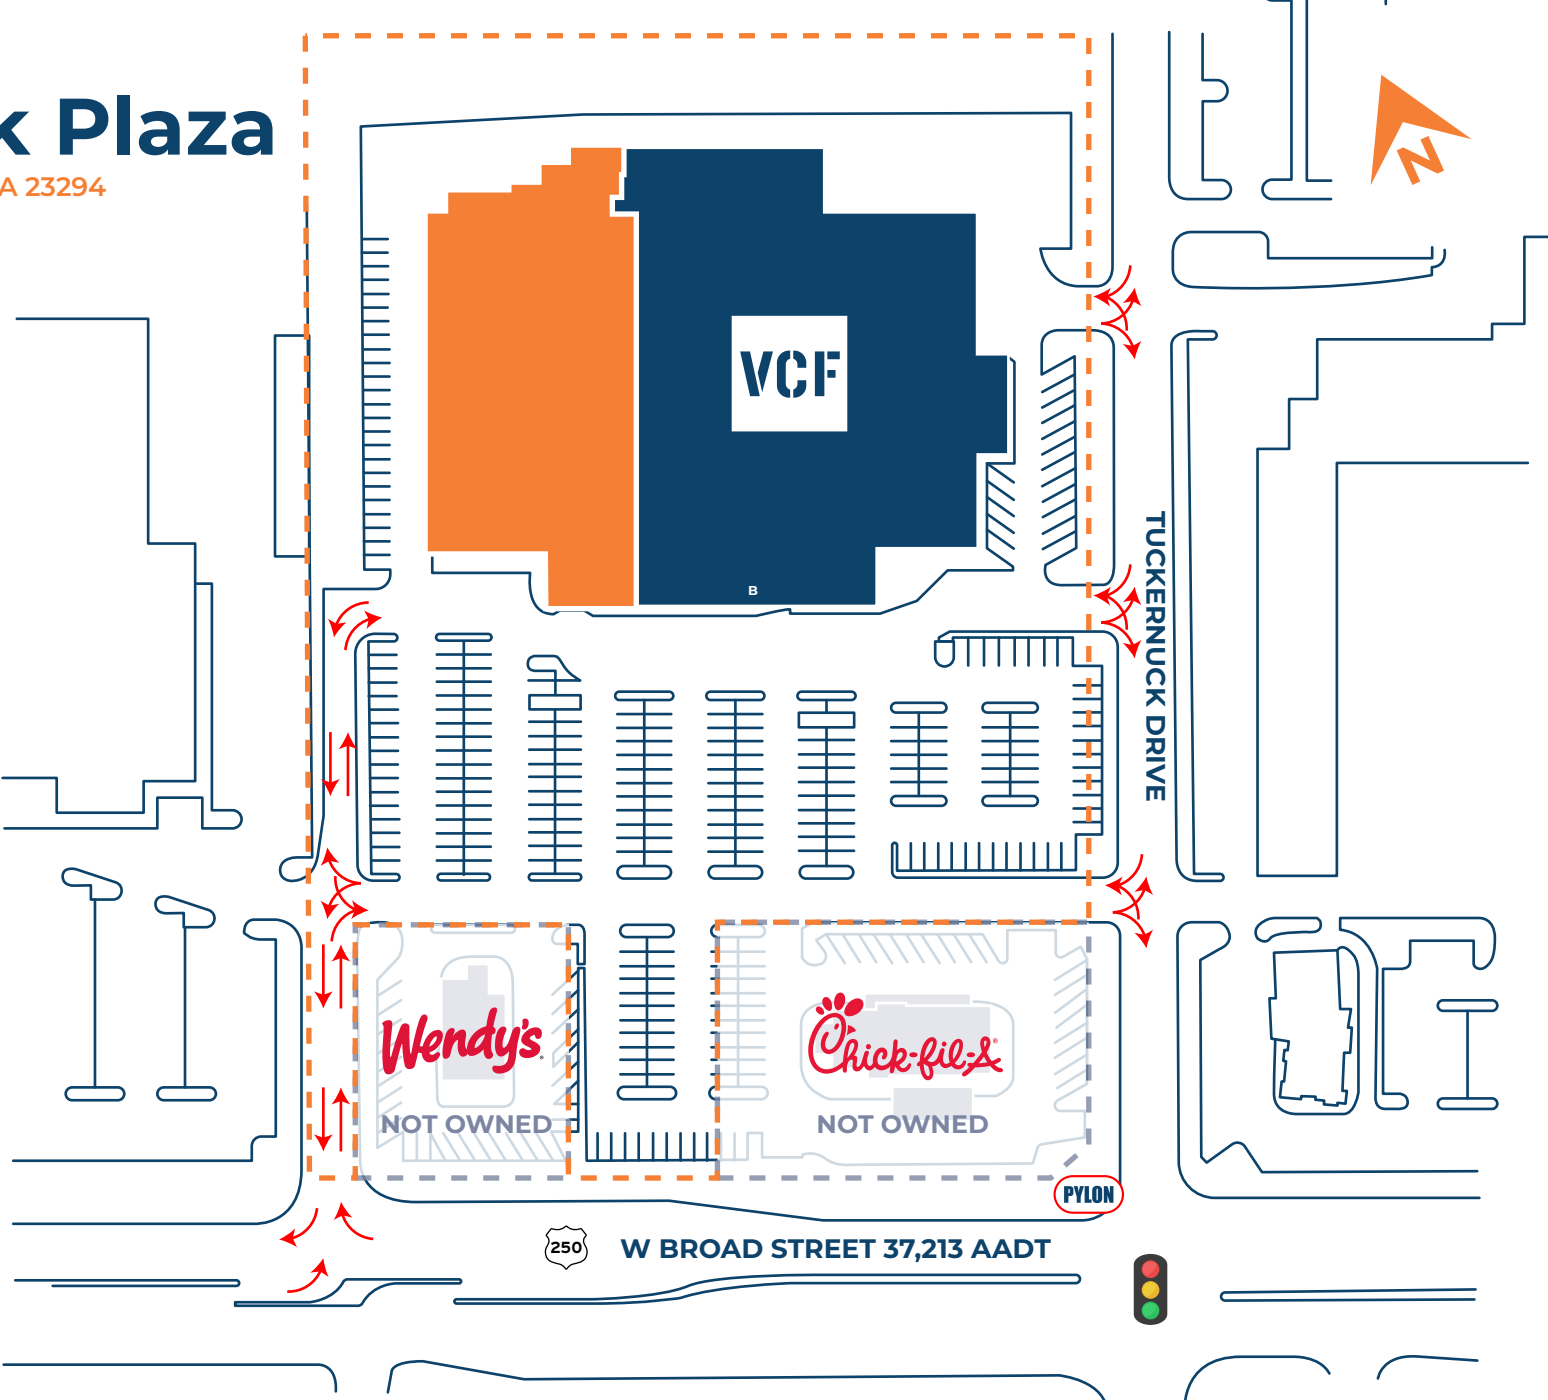 k Plaza
A 23294
N
VCF
B
TUCKERNUCK DRIVE
Wendy's
NOT OWNED
Chick-fil-A
NOT OWNED
PYLON
250
W BROAD STREET 37,213 AADT